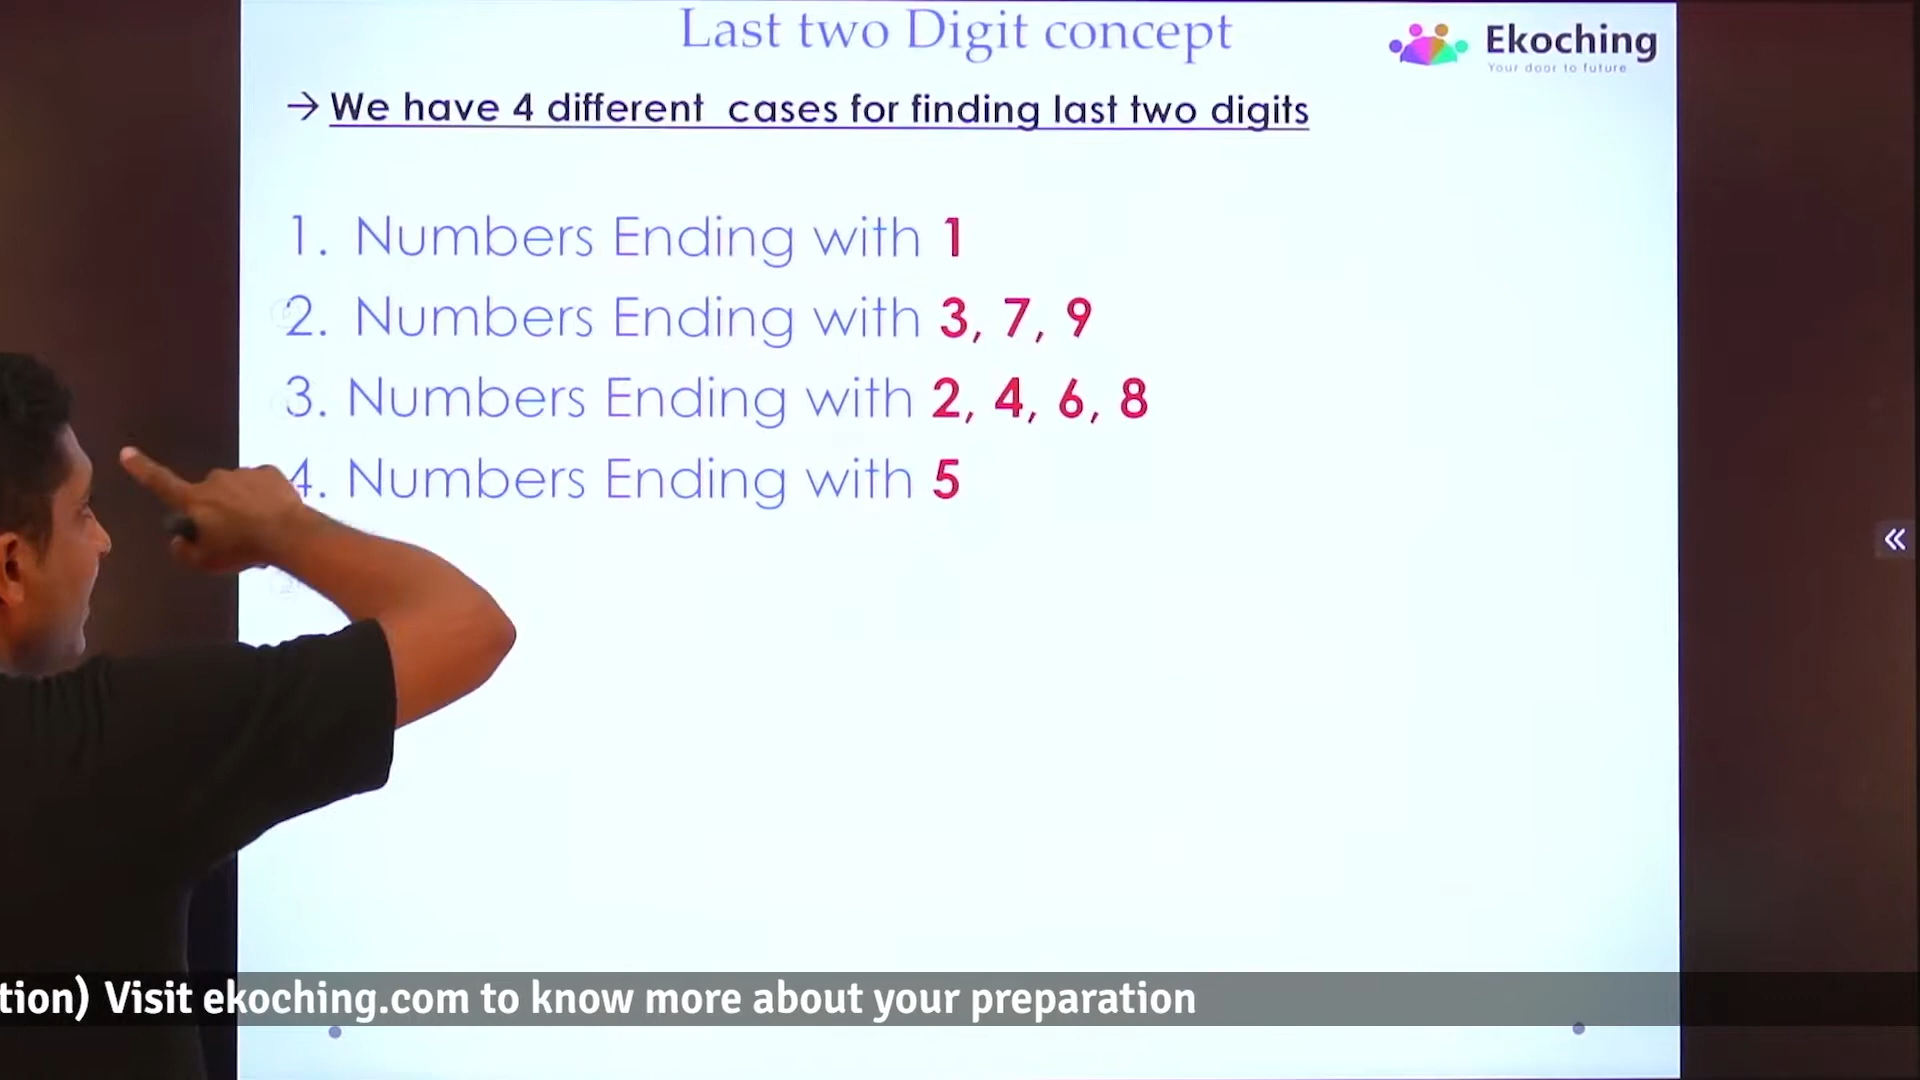 Last two Digit concept
Ekoching
Your door to future
→ We have 4 different cases for finding last two digits
1. Numbers Ending with 1
2. Numbers Ending with 3, 7, 9
3. Numbers Ending with 2, 4, 6, 8
4. Numbers Ending with 5
tion) Visit ekoching.com to know more about your preparation